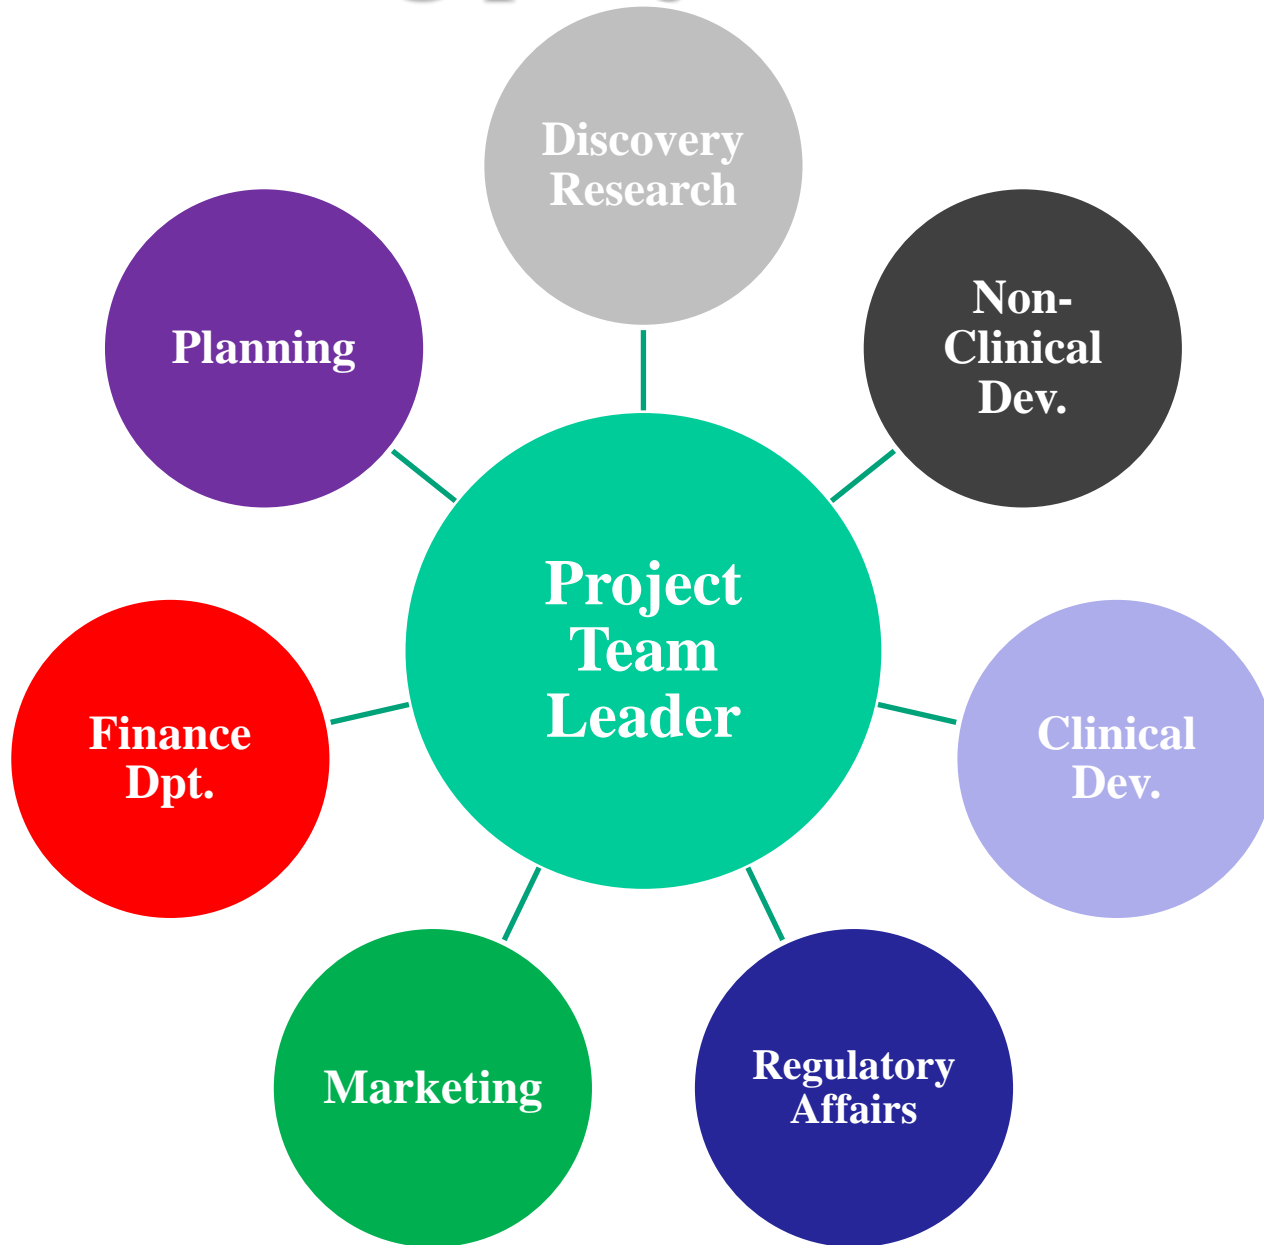 Discovery
Research
Non-
Clinical
Dev.
Planning
Project
Team
Leader
Finance
Dpt.
Clinical
Dev.
Marketing
Regulatory
Affairs